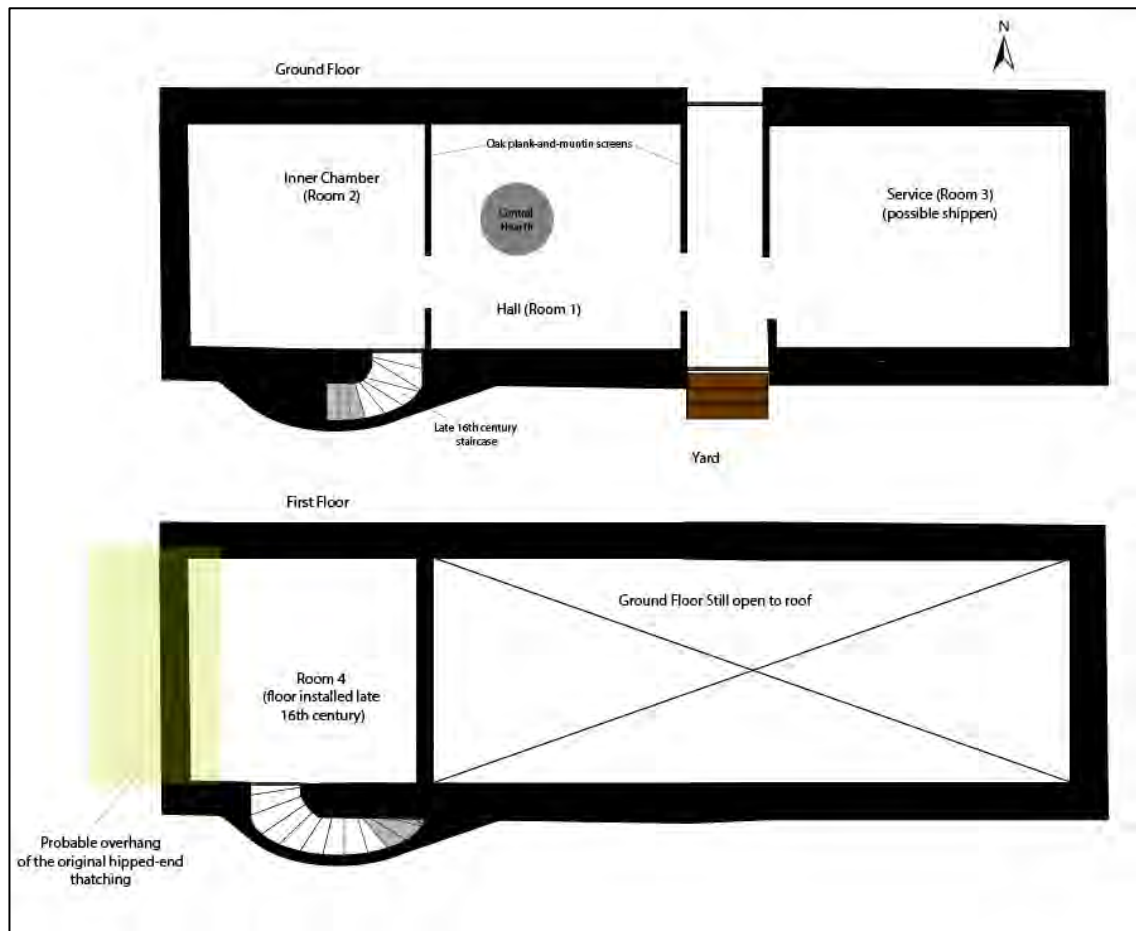 N
Ground Floor
Oak plank-and-muntin screens
Inner Chamber
(Room 2)
Central
Hearth
Service (Room 3)
(possible shippen)
Hall (Room 1)
Late 16th century
staircase
Yard
First Floor
Ground Floor Still open to roof
Room 4
(floor installed late
16th century)
Probable overhang
of the original hipped-end
thatching